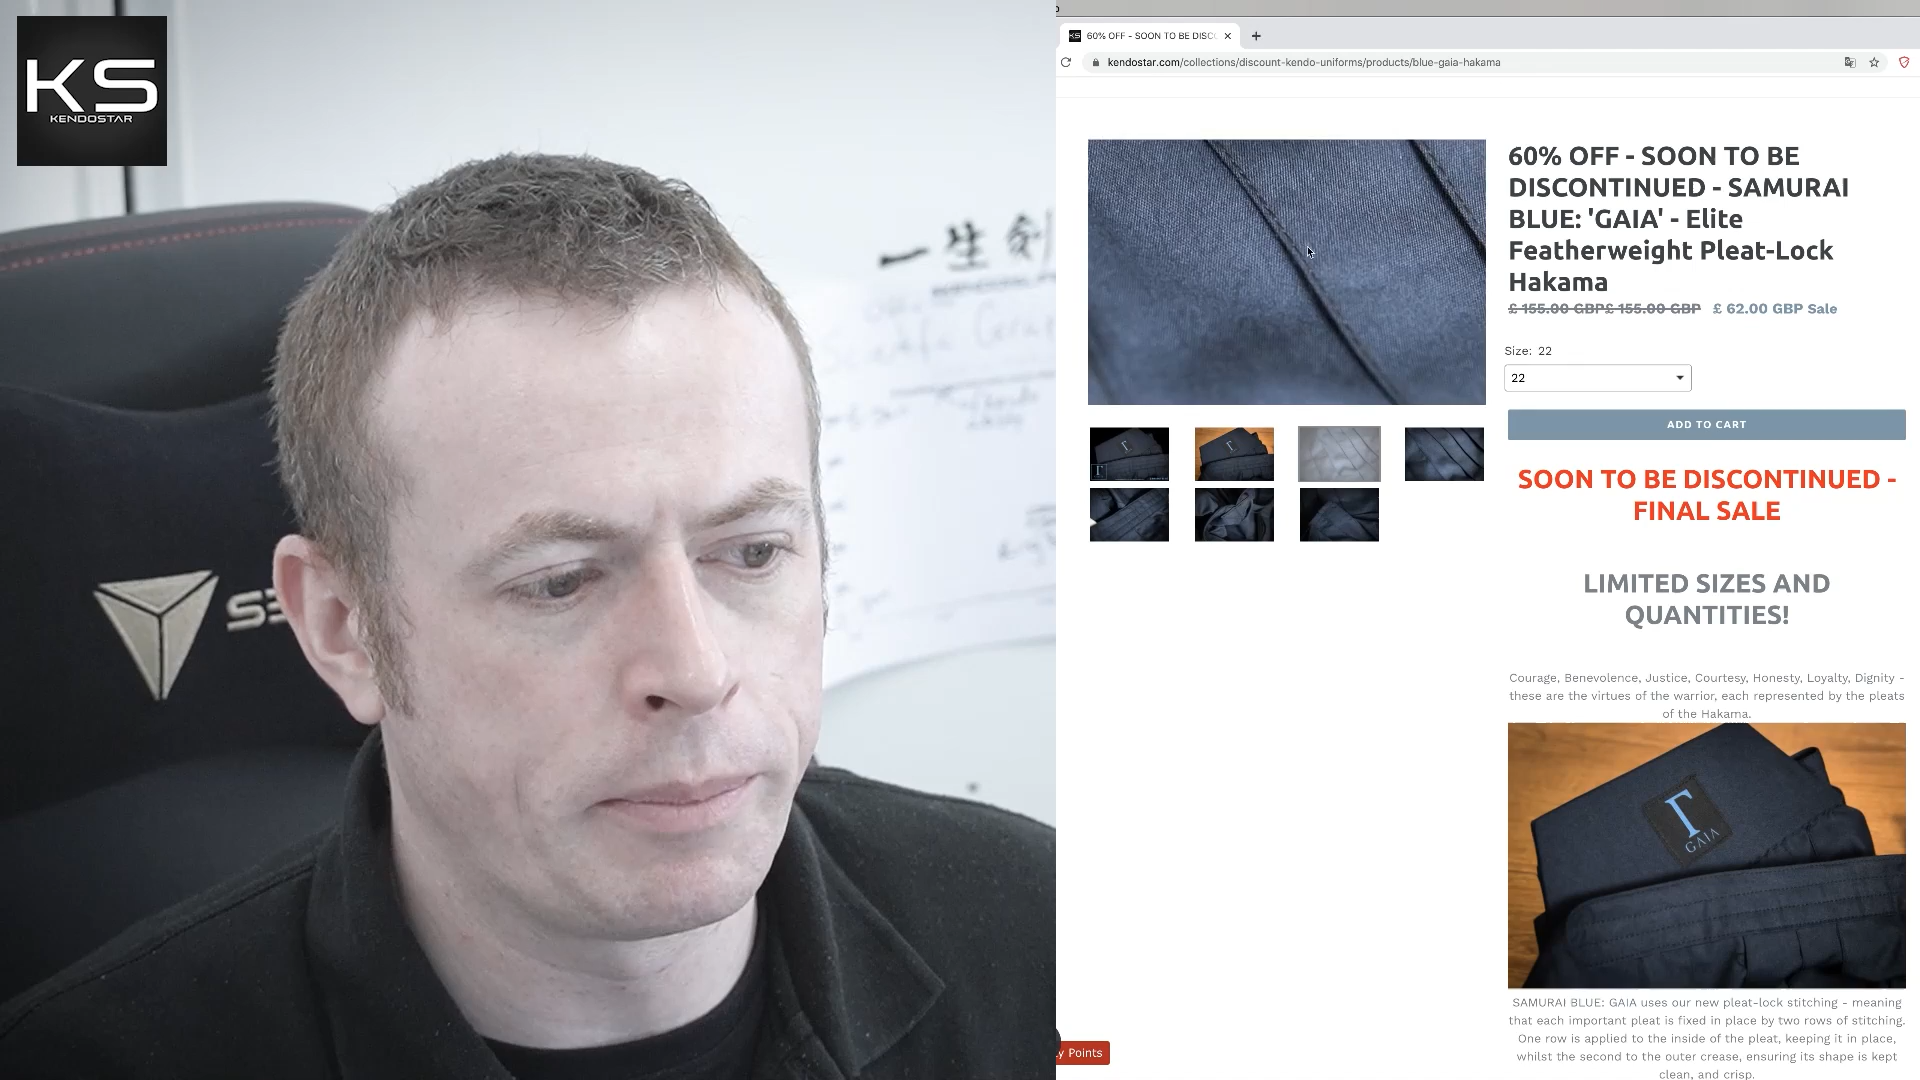 KS
KENDOSTAR
一生剣
60% OFF - SOON TO BE DISC
kendostar.com/collections/discount-kendo-uniforms/products/blue-gaia-hakama
60% OFF - SOON TO BE
DISCONTINUED - SAMURAI
BLUE: 'GAIA' - Elite
Featherweight Pleat-Lock
Hakama
£ 155.00 GBP£ 155.00 GBP £ 62.00 GBP Sale
Size: 22
22
ADD TO CART
SOON TO BE DISCONTINUED -
FINAL SALE
LIMITED SIZES AND
QUANTITIES!
Courage, Benevolence, Justice, Courtesy, Honesty, Loyalty, Dignity -
these are the virtues of the warrior, each represented by the pleats
of the Hakama.
Γ
GAIA
SAMURAI BLUE: GAIA uses our new pleat-lock stitching - meaning
that each important pleat is fixed in place by two rows of stitching.
One row is applied to the inside of the pleat, keeping it in place,
whilst the second to the outer crease, ensuring its shape is kept
clean, and crisp.
y Points